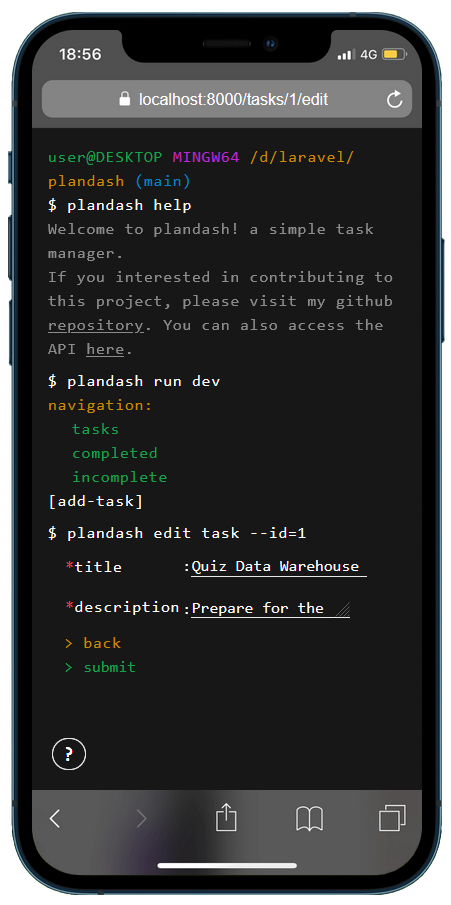 18:56
4G
localhost:8000/tasks/1/edit
user@DESKTOP MINGW64 /d/laravel/
plandash (main)
$ plandash help
Welcome to plandash! a simple task
manager.
If you interested in contributing to
this project, please visit my github
repository. You can also access the
API here.
$ plandash run dev
navigation:
tasks
completed
incomplete
[add-task]
$ plandash edit task --id=1
*title :Quiz Data Warehouse
*description:Prepare for the
> back
> submit
?